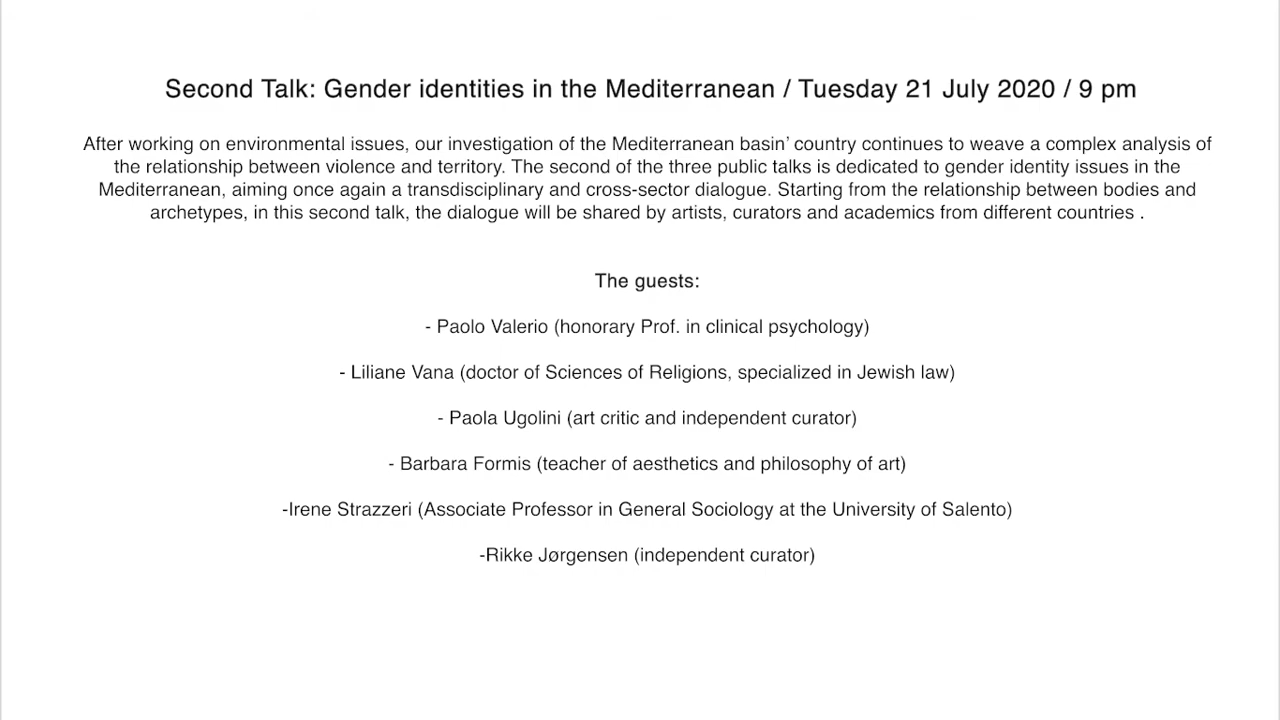 Second Talk: Gender identities in the Mediterranean / Tuesday 21 July 2020 / 9 pm
After working on environmental issues, our investigation of the Mediterranean basin’ country continues to weave a complex analysis of
the relationship between violence and territory. The second of the three public talks is dedicated to gender identity issues in the
Mediterranean, aiming once again a transdisciplinary and cross-sector dialogue. Starting from the relationship between bodies and
archetypes, in this second talk, the dialogue will be shared by artists, curators and academics from different countries .
The guests:
- Paolo Valerio (honorary Prof. in clinical psychology)
- Liliane Vana (doctor of Sciences of Religions, specialized in Jewish law)
- Paola Ugolini (art critic and independent curator)
- Barbara Formis (teacher of aesthetics and philosophy of art)
-Irene Strazzeri (Associate Professor in General Sociology at the University of Salento)
-Rikke Jørgensen (independent curator)